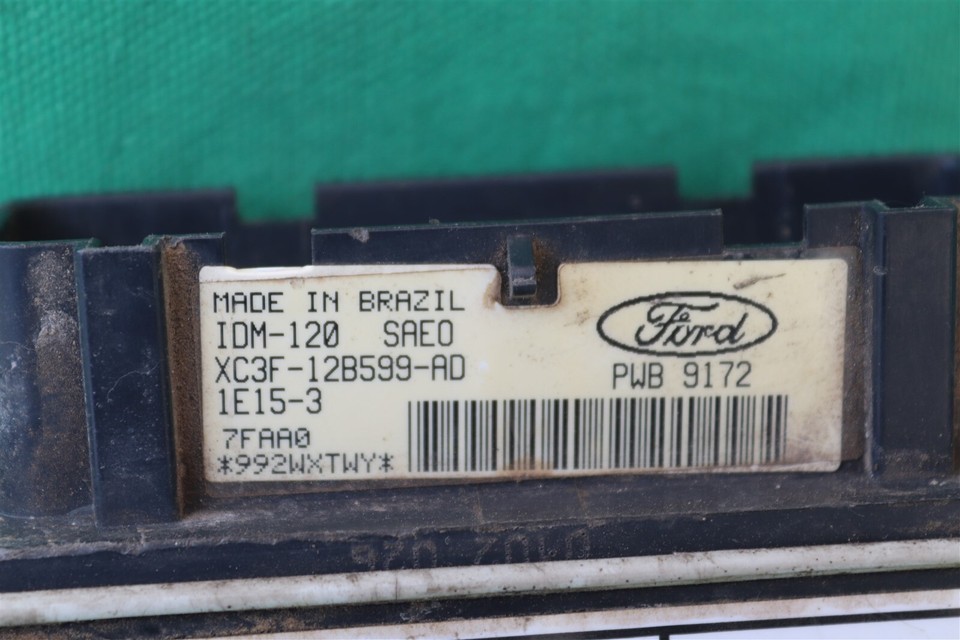 MADE IN BRAZIL
IDM-120 SAEO
XC3F-12B599-AD
1E15-3
7FAA0
*992WXTWY*
Ford
PWB 9172